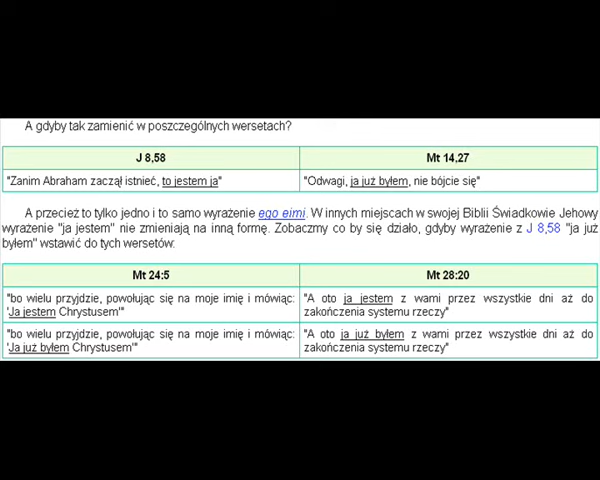 A gdyby tak zamienić w poszczególnych wersetach?
J 8,58 Mt 14,27
"Zanim Abraham zaczął istnieć, to jestem ja" "Odwagi, ja już byłem, nie bójcie się"
A przecież to tylko jedno i to samo wyrażenie ego eimi. W innych miejscach w swojej Biblii Świadkowie Jehowy
wyrażenie "ja jestem" nie zmieniają na inną formę. Zobaczmy co by się działo, gdyby wyrażenie z J 8,58 "ja już
byłem" wstawić do tych wersetów:
Mt 24:5 Mt 28:20
"bo wielu przyjdzie, powołując się na moje imię i mówiąc: "A oto ja jestem z wami przez wszystkie dni aż do
'Ja jestem Chrystusem'" zakończenia systemu rzeczy"
"bo wielu przyjdzie, powołując się na moje imię i mówiąc: "A oto ja już byłem z wami przez wszystkie dni aż do
'Ja już byłem Chrystusem'" zakończenia systemu rzeczy"